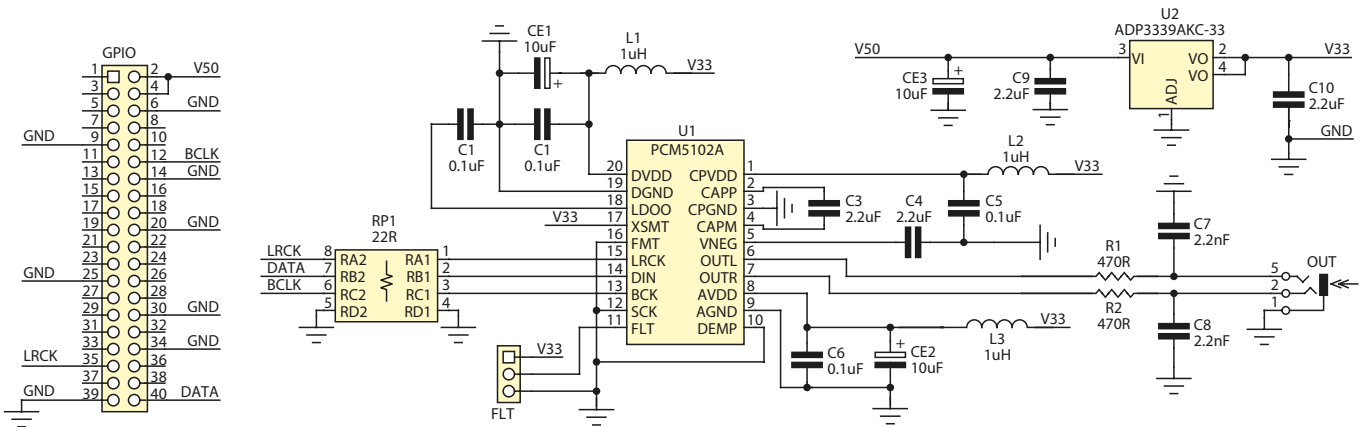 GPIO
1 2 V50
3 4
5 6 GND
7 8
GND 9 10
11 12 BCLK
13 14 GND
15 16
17 18
19 20 GND
21 22
23 24
GND 25 26
27 28
29 30 GND
31 32
33 34 GND
LRCK 35 36
37 38
GND 39 40 DATA
RP1
22R
LRCK 8 RA2 RA1 1
DATA 7 RB2 RB1 2
BCLK 6 RC2 RC1 3
5 RD2 RD1 4
CE1
10uF
+
L1
1uH
V33
C1
0.1uF
C1
0.1uF
U1
PCM5102A
20 DVDD CPVDD 1
19 DGND CAPP 2
18 LDOO CPGND 3
V33 17 XSMT CAPM 4
16 FMT VNEG 5
15 LRCK OUTL 6
14 DIN OUTR 7
13 BCK AVDD 8
12 SCK AGND 9
11 FLT DEMP 10
V33
FLT
C3
2.2uF
C4
2.2uF
C5
0.1uF
L2
1uH
V33
C6
0.1uF
+
CE2
10uF
L3
1uH
V33
R1
470R
R2
470R
C7
2.2nF
C8
2.2nF
OUT
5
2
1
U2
ADP3339AKC-33
V50
3 VI VO 2
VO 4
ADJ
1
V33
+
CE3
10uF
C9
2.2uF
C10
2.2uF
GND